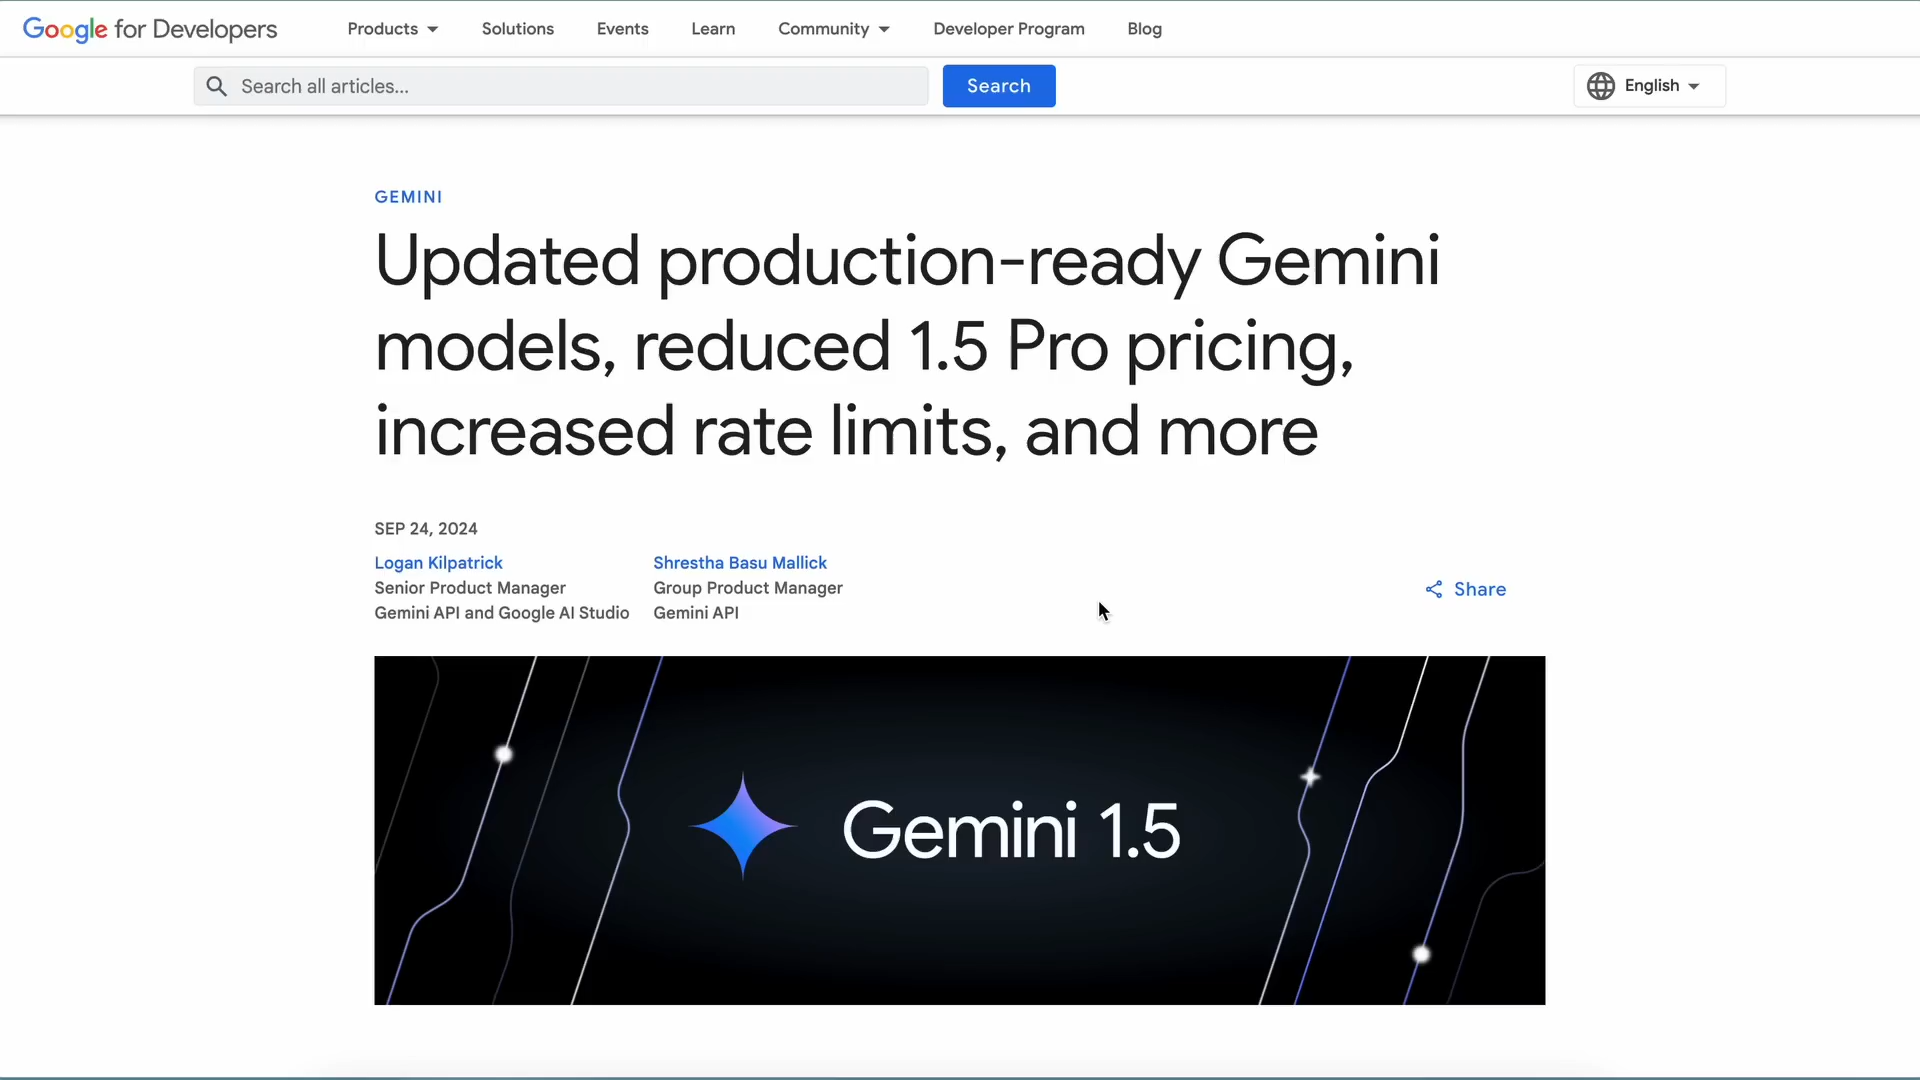 Google for Developers
Products
Solutions
Events
Learn
Community
Developer Program
Blog
Search all articles...
Search
English
GEMINI
Updated production-ready Gemini
models, reduced 1.5 Pro pricing,
increased rate limits, and more
SEP 24, 2024
Logan Kilpatrick
Senior Product Manager
Gemini API and Google AI Studio
Shrestha Basu Mallick
Group Product Manager
Gemini API
Share
Gemini 1.5